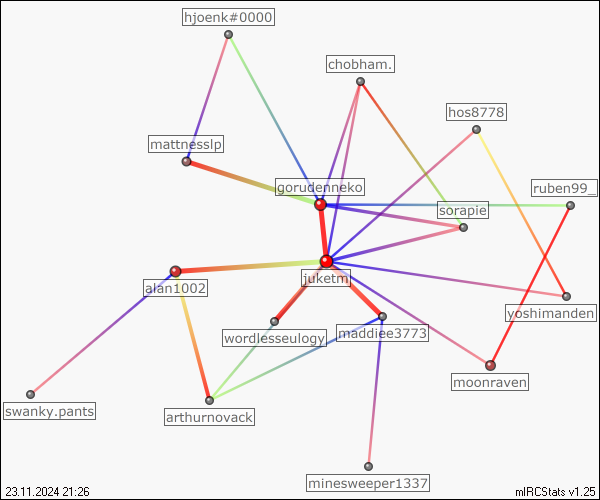 hjoenk#0000
chobham.
hos8778
mattnesslp
gorudenneko
ruben99_
sorapie
juketm
alan1002
yoshimanden
wordlesseulogy
maddiee3773
moonraven
swanky.pants
arthurnovack
minesweeper1337
23.11.2024 21:26
mIRCStats v1.25